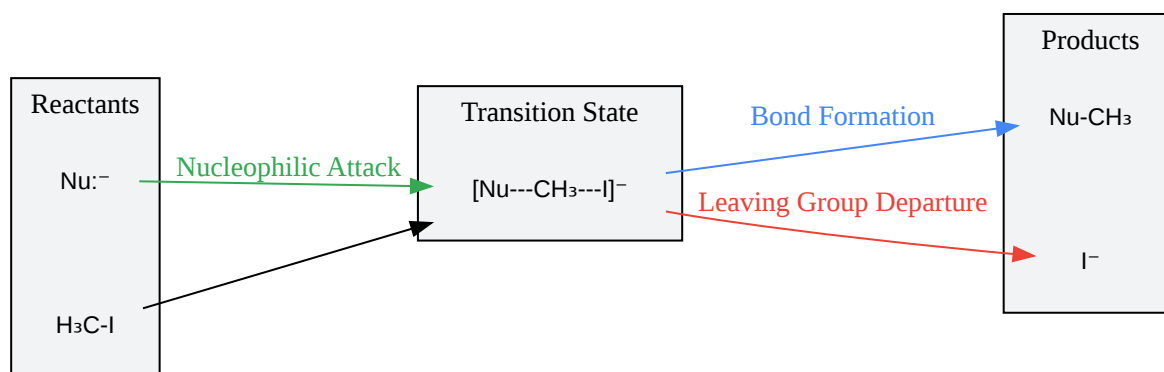 Reactants
Nu:⁻
H₃C-I
Nucleophilic Attack
Transition State
[Nu---CH₃---I]⁻
Bond Formation
Leaving Group Departure
Products
Nu-CH₃
I⁻